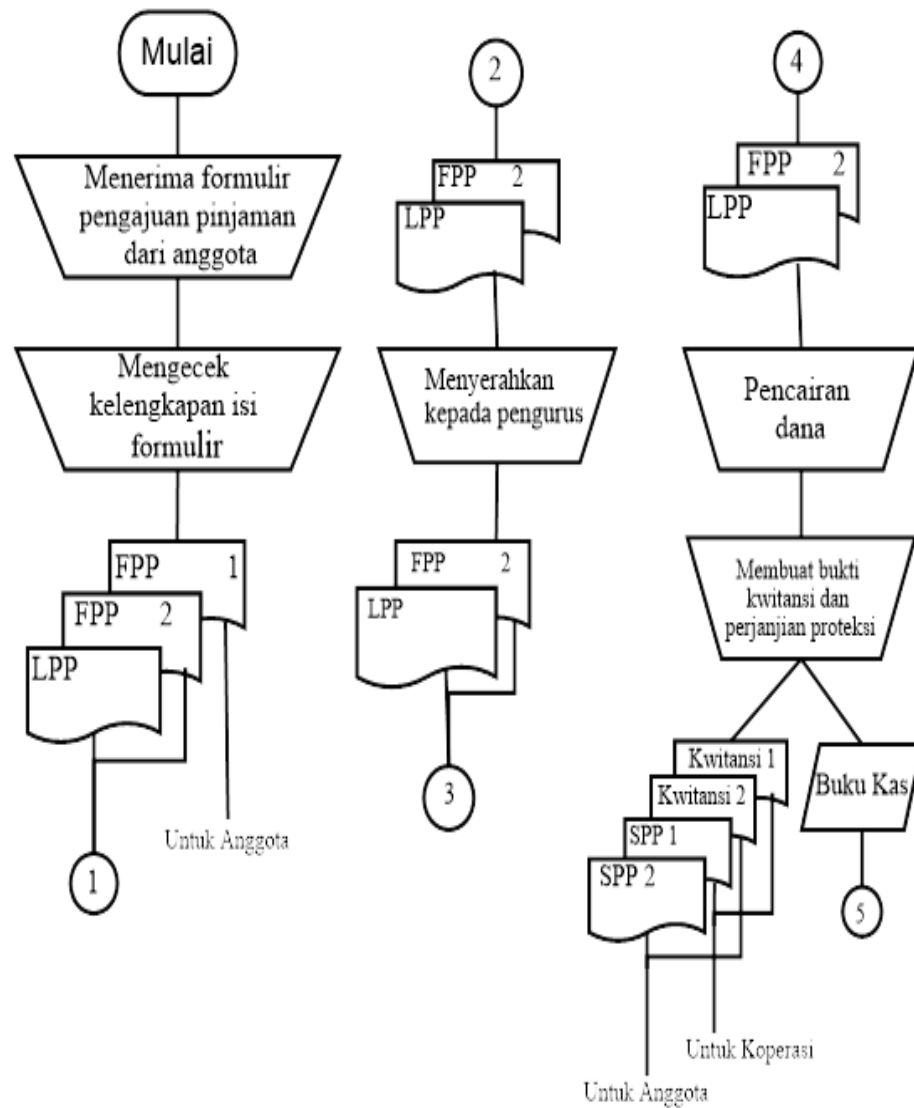 Mulai
Menerima formulir
pengajuan pinjaman
dari anggota
Mengecek
kelengkapan isi
formulir
FPP 1
FPP 2
LPP
Untuk Anggota
1
2
FPP 2
LPP
Menyerahkan
kepada pengurus
FPP 2
LPP
3
4
FPP 2
LPP
Pencairan
dana
Membuat bukti
kwitansi dan
perjanjian proteksi
Kwitansi 1
Kwitansi 2
SPP 1
SPP 2
Buku Kas
5
Untuk Koperasi
Untuk Anggota